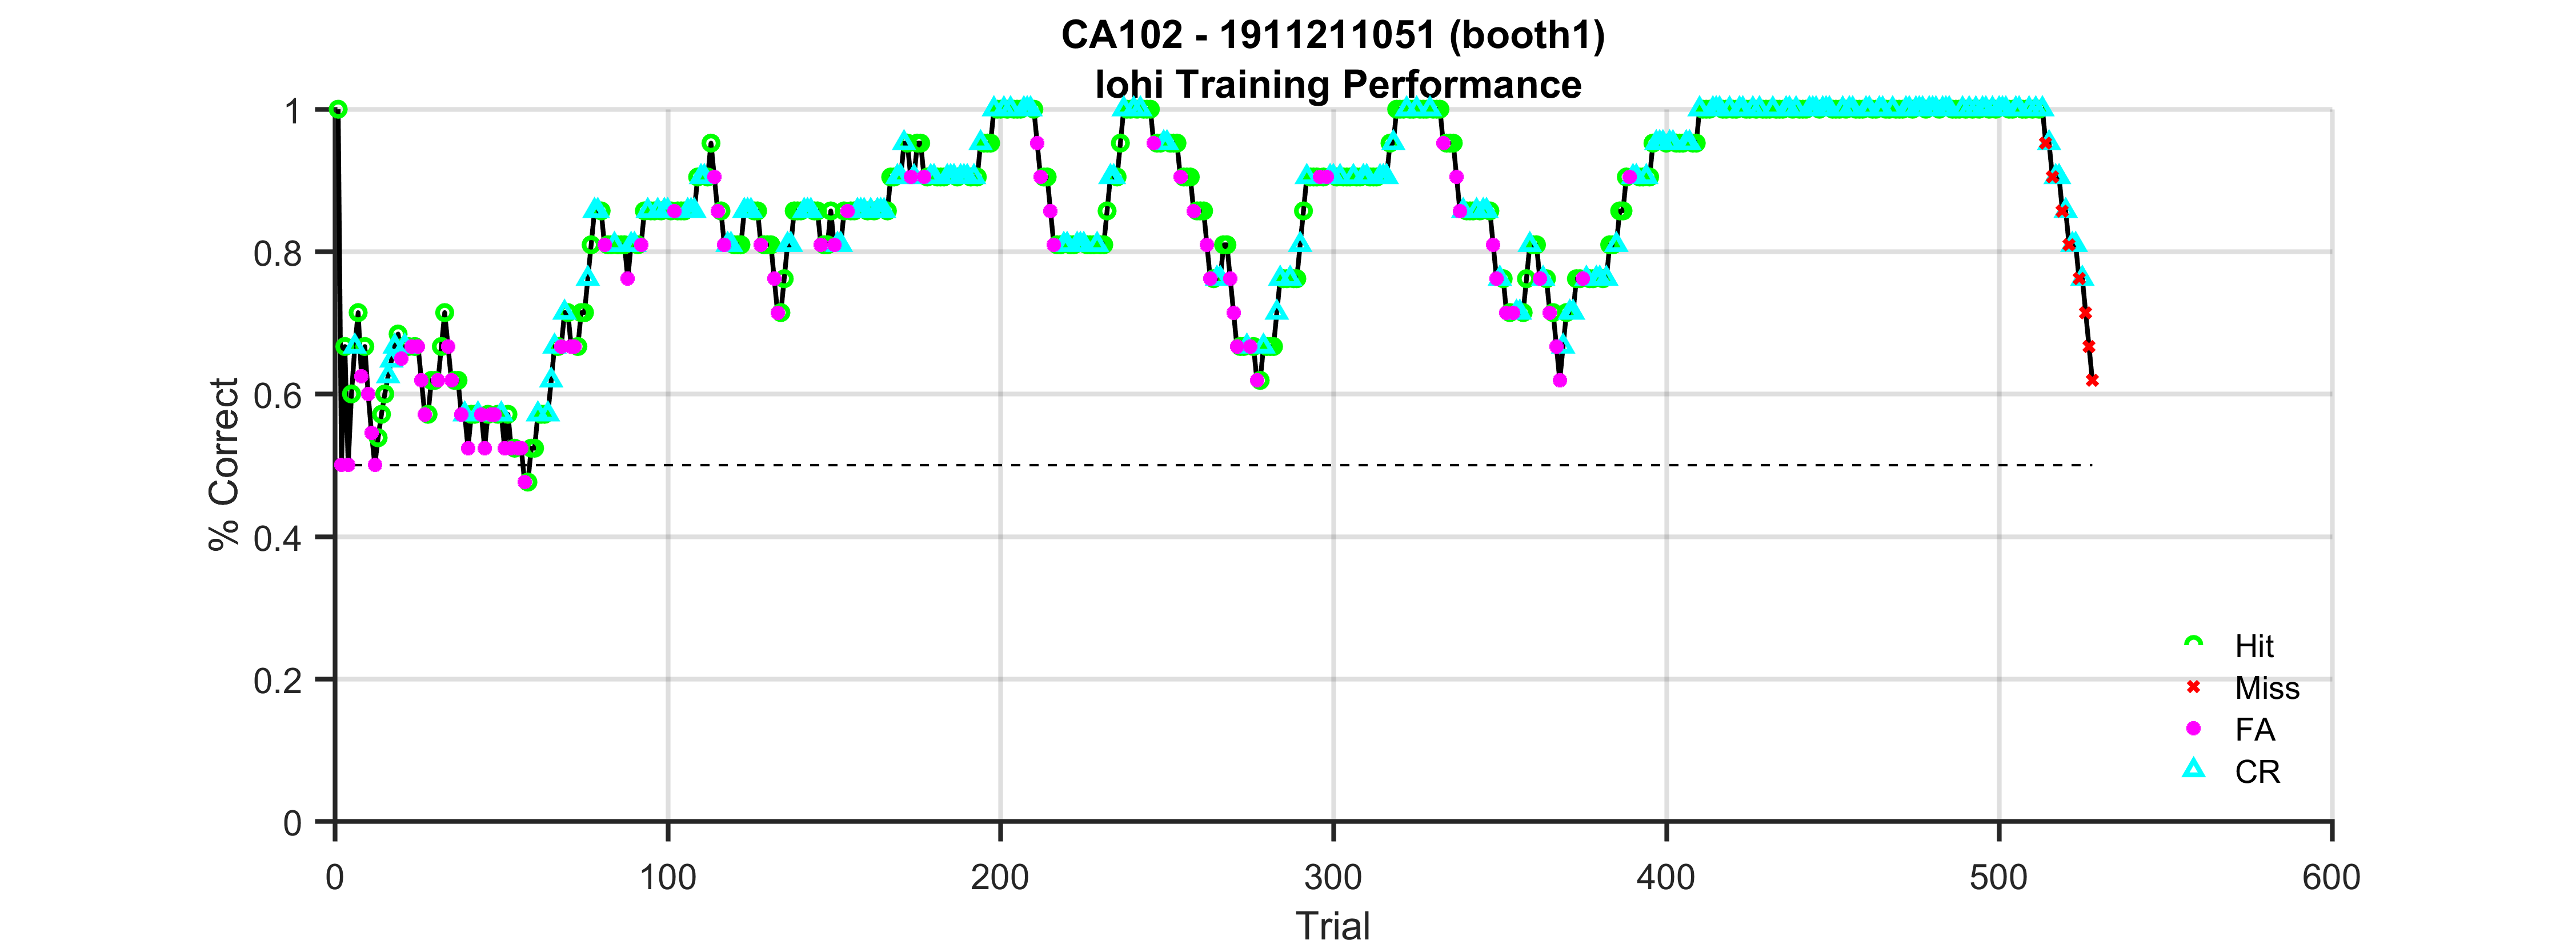 CA102 - 1911211051 (booth1)
lohi Training Performance
1
0.8
0.6
0.4
0.2
0
% Correct
0 100 200 300 400 500 600
Trial
Hit
Miss
FA
CR